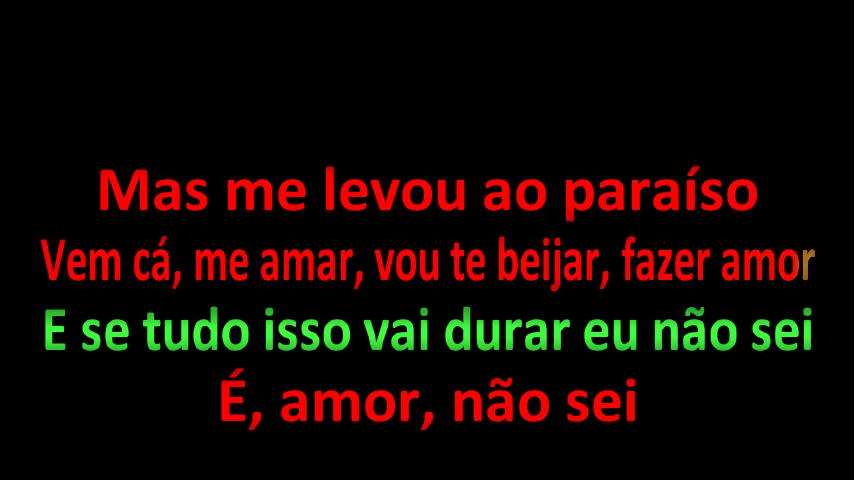 Mas me levou ao paraíso
Vem cá, me amar, vou te beijar, fazer amor
E se tudo isso vai durar eu não sei
É, amor, não sei